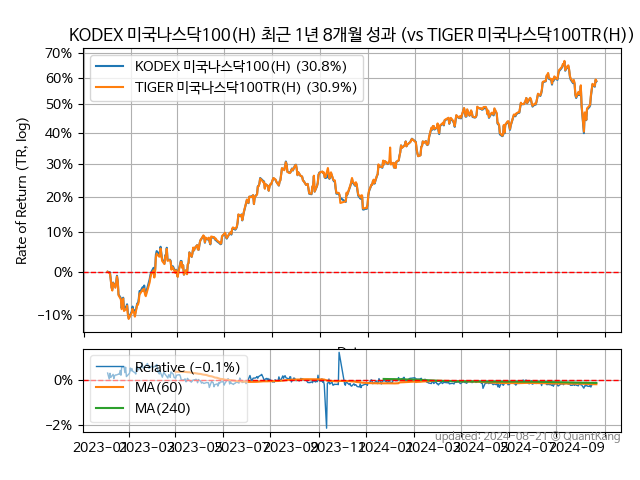 KODEX 미국나스닥100(H) 최근 1년 8개월 성과 (vs TIGER 미국나스닥100TR(H))
Rate of Return (TR, log)
70%
60%
50%
40%
30%
20%
10%
0%
−10%
KODEX 미국나스닥100(H) (30.8%)
TIGER 미국나스닥100TR(H) (30.9%)
0%
−2%
Relative (−0.1%)
MA(60)
MA(240)
updated: 2024-08-21 @ QuantKang
2023-01 2023-03 2023-05 2023-07 2023-09 2023-11 2024-01 2024-03 2024-05 2024-07 2024-09